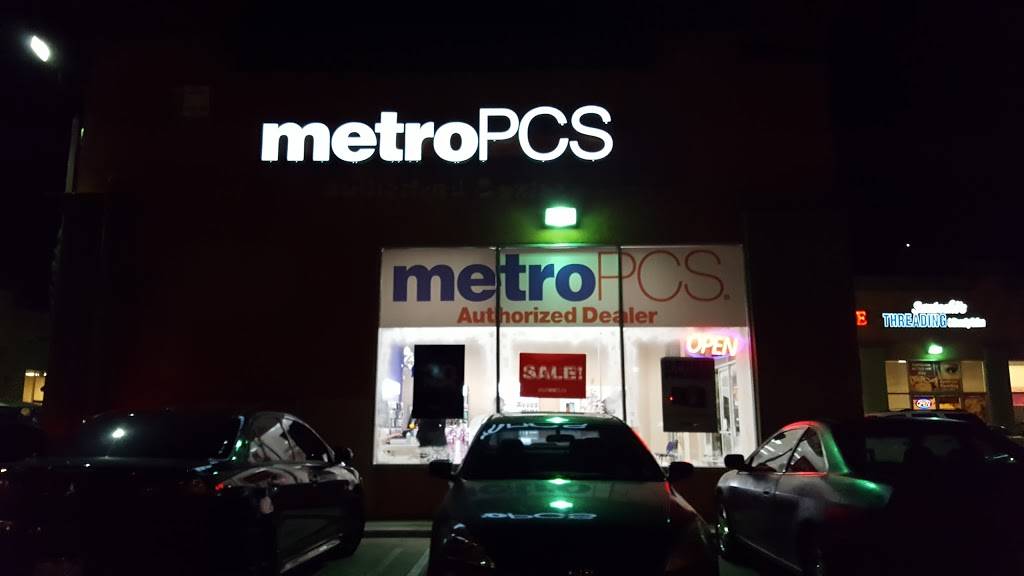 metroPCS
metroPCS.
Authorized Dealer
OPEN
SALE!
E
THREADING